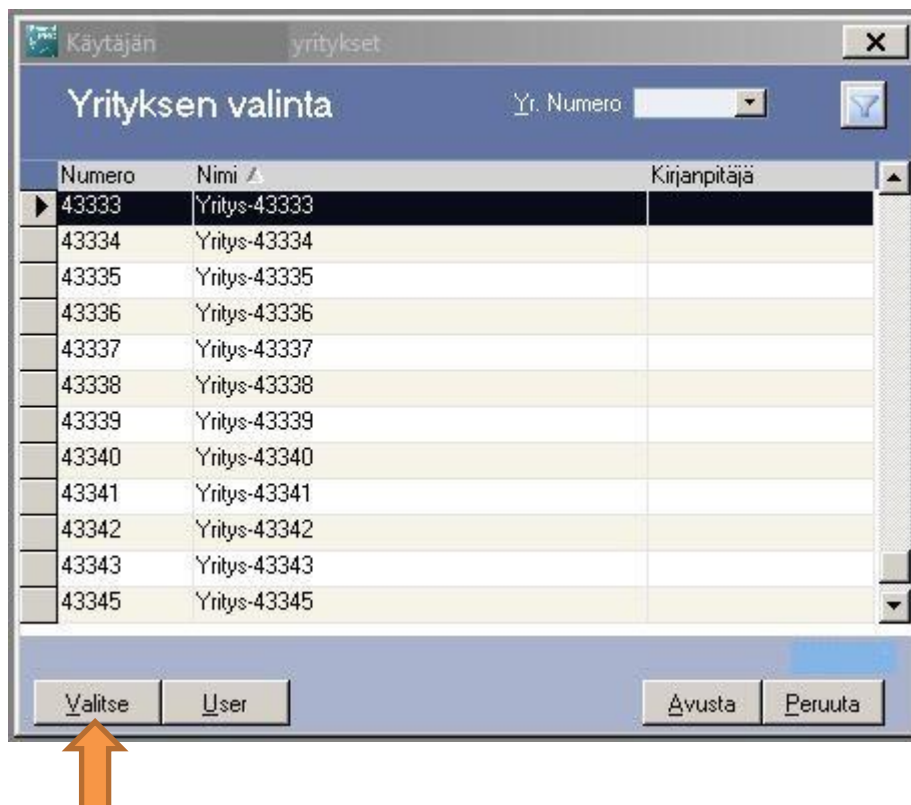 Käytäjän yritykset
Yrityksen valinta Yr. Numero
Numero Nimi Kirjanpitäjä
43333 Yritys-43333
43334 Yritys-43334
43335 Yritys-43335
43336 Yritys-43336
43337 Yritys-43337
43338 Yritys-43338
43339 Yritys-43339
43340 Yritys-43340
43341 Yritys-43341
43342 Yritys-43342
43343 Yritys-43343
43345 Yritys-43345
Valitse User Avusta Peruuta